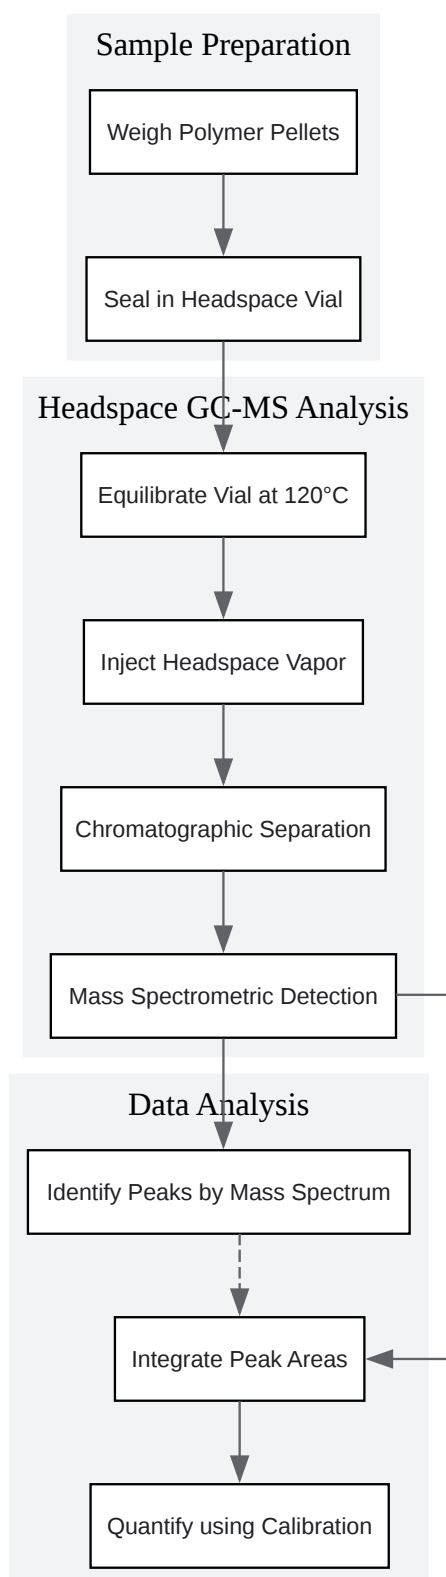 Sample Preparation
Weigh Polymer Pellets
Seal in Headspace Vial
Headspace GC-MS Analysis
Equilibrate Vial at 120°C
Inject Headspace Vapor
Chromatographic Separation
Mass Spectrometric Detection
Data Analysis
Identify Peaks by Mass Spectrum
Integrate Peak Areas
Quantify using Calibration